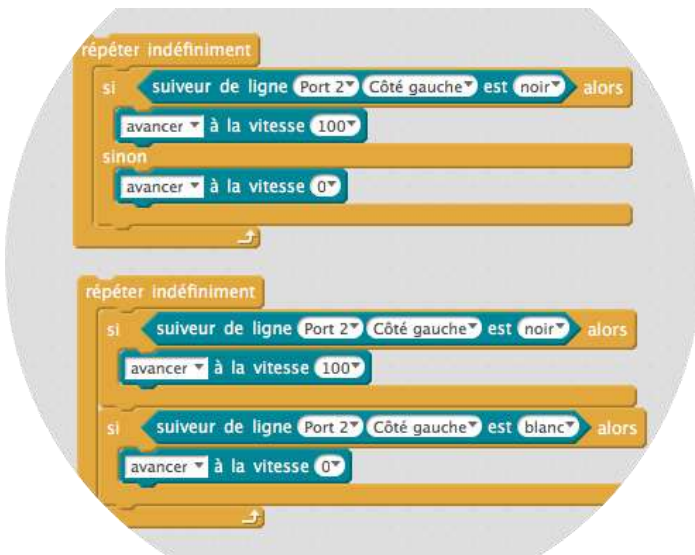 répéter indéfiniment
si suiveur de ligne Port 2 Côté gauche est noir alors
avancer à la vitesse 100
sinon
avancer à la vitesse 0
répéter indéfiniment
si suiveur de ligne Port 2 Côté gauche est noir alors
avancer à la vitesse 100
si suiveur de ligne Port 2 Côté gauche est blanc alors
avancer à la vitesse 0